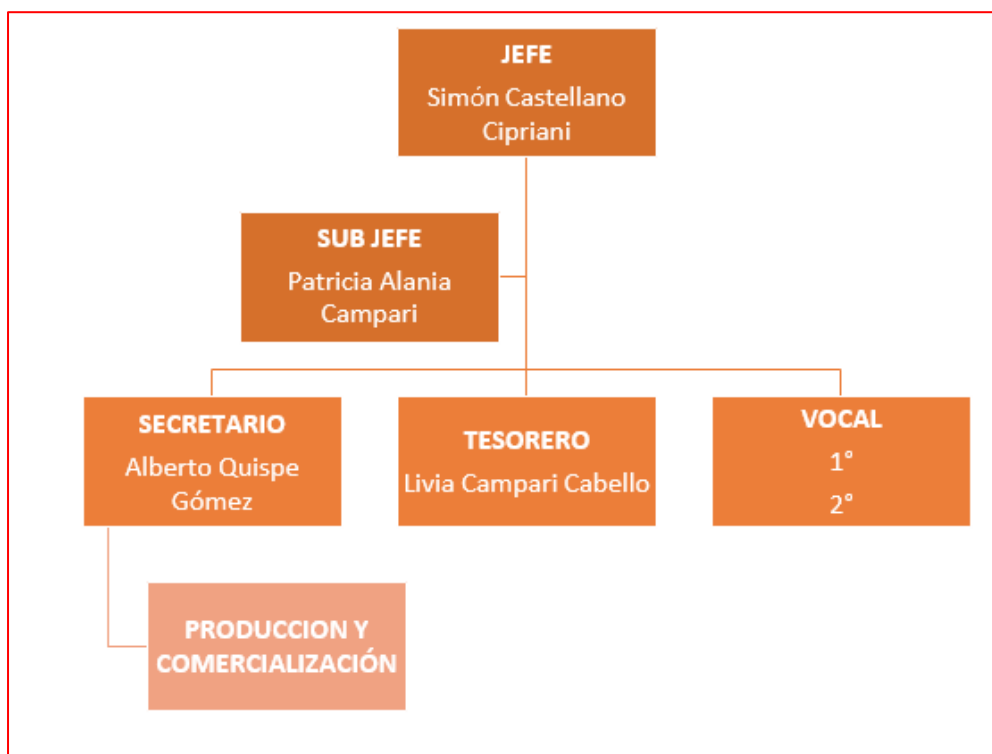 JEFE
Simón Castellano
Cipriani
SUB JEFE
Patricia Alania
Campari
SECRETARIO
Alberto Quispe
Gómez
TESORERO
Livia Campari Cabello
VOCAL
1°
2°
PRODUCCION Y
COMERCIALIZACIÓN